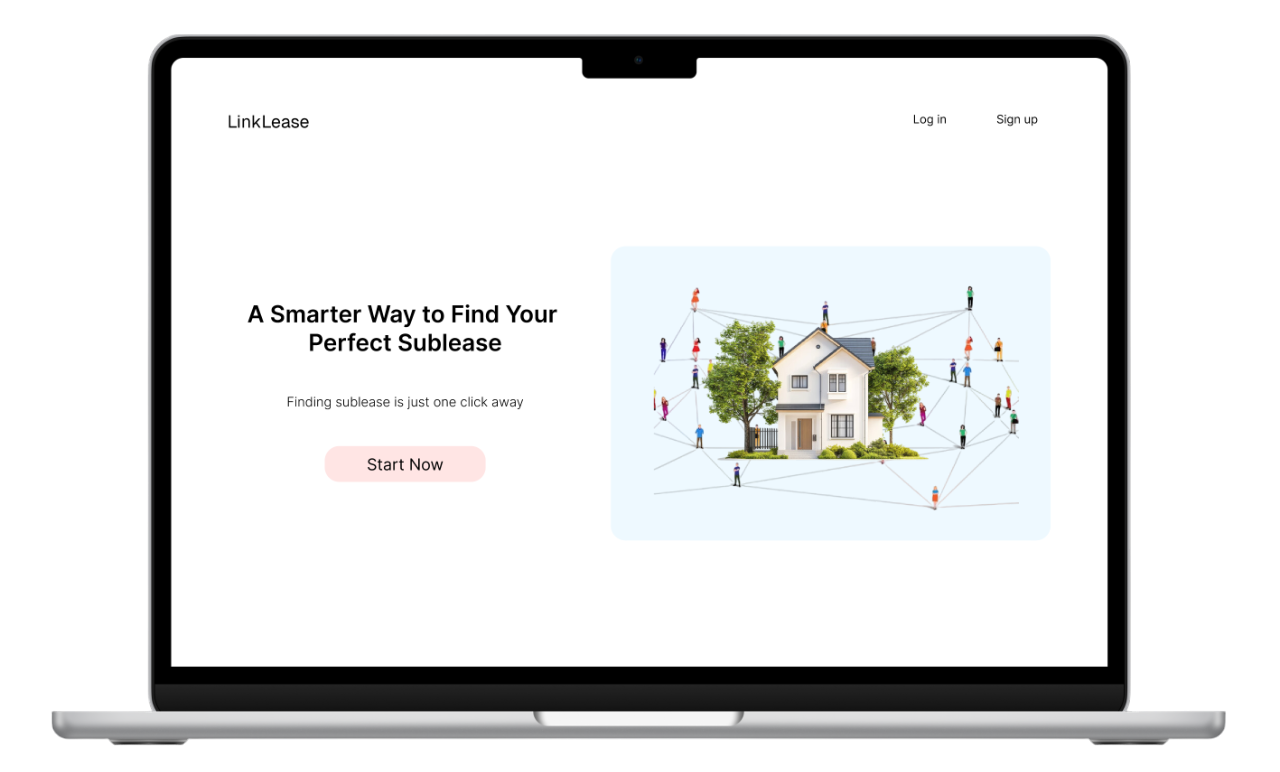 LinkLease
Log in
Sign up
A Smarter Way to Find Your
Perfect Sublease
Finding sublease is just one click away
Start Now